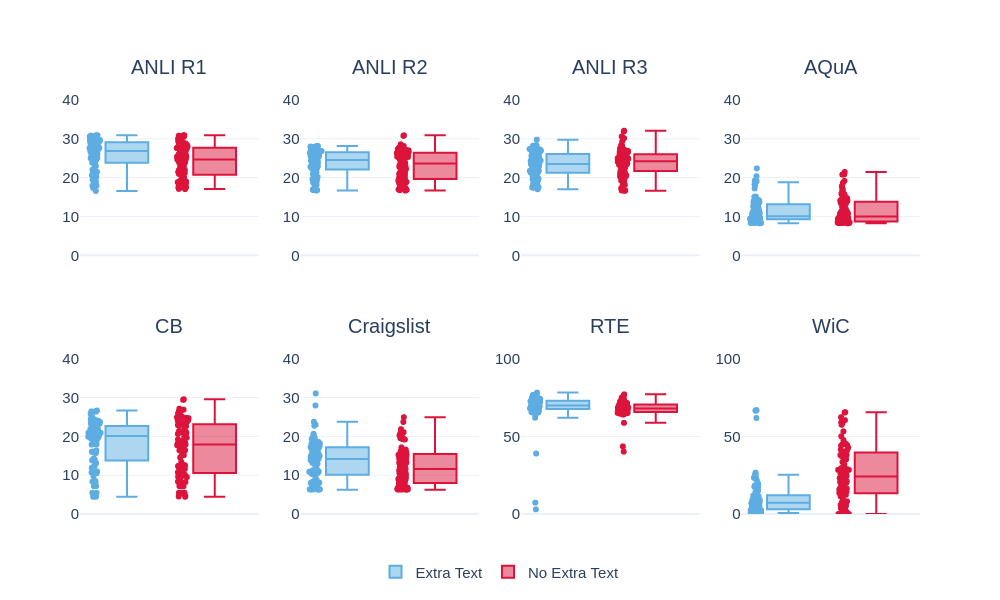 ANLI R1 ANLI R2 ANLI R3 AQuA
40 40 40 40
30 30 30 30
20 20 20 20
10 10 10 10
0 0 0 0
CB Craigslist RTE WiC
40 40 100 100
30 30
20 20 50 50
10 10
0 0 0 0
Extra Text No Extra Text